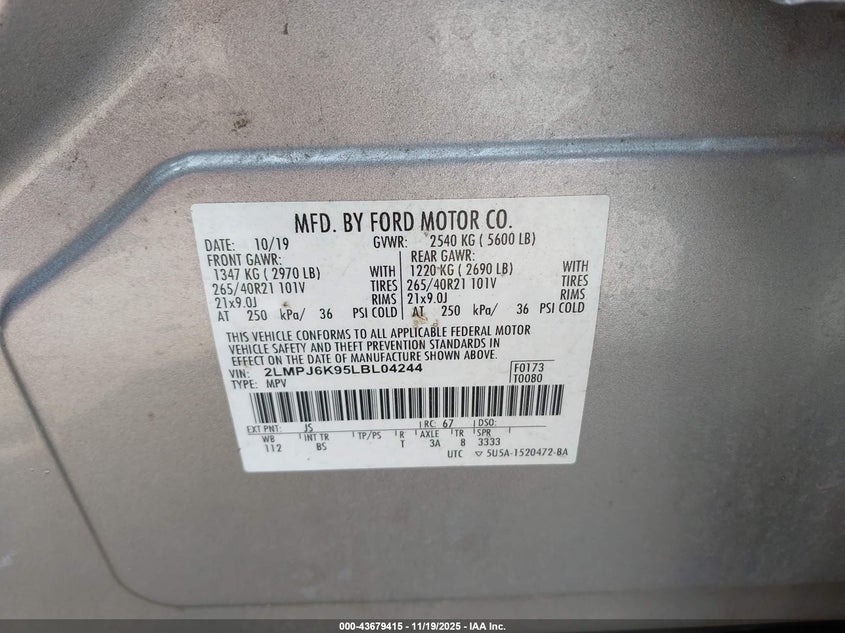 MFD. BY FORD MOTOR CO.
DATE: 10/19 GVWR: 2540 KG ( 5600 LB)
FRONT GAWR: REAR GAWR:
1347 KG ( 2970 LB) WITH 1220 KG ( 2690 LB) WITH
265/40R21 101V TIRES 265/40R21 101V TIRES
21x9.0J RIMS 21x9.0J RIMS
AT 250 kPa/ 36 PSI COLD AT 250 kPa/ 36 PSI COLD
THIS VEHICLE CONFORMS TO ALL APPLICABLE FEDERAL MOTOR
VEHICLE SAFETY AND THEFT PREVENTION STANDARDS IN
EFFECT ON THE DATE OF MANUFACTURE SHOWN ABOVE.
VIN: 2LMPJ6K95LBL04244 F0173
TYPE: MPV T0080
EXT PNT: JS RC: 67 DSO:
WB INT TR TP/PS R AXLE TR SPR
112 BS T 3A 8 3333
UTC ▽ 5U5A-1520472-BA
000-43679415 - 11/19/2025 - IAA Inc.